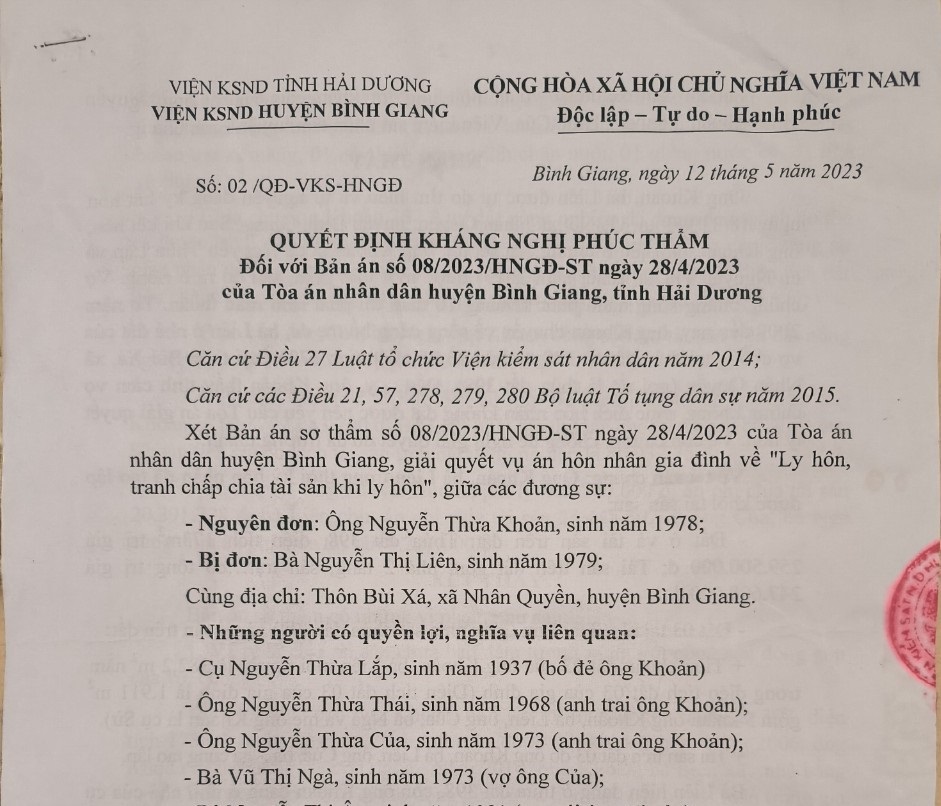 VIỆN KSND TỈNH HẢI DƯƠNG
VIỆN KSND HUYỆN BÌNH GIANG
CỘNG HÒA XÃ HỘI CHỦ NGHĨA VIỆT NAM
Độc lập – Tự do – Hạnh phúc
Số: 02 /QĐ-VKS-HNGĐ
Bình Giang, ngày 12 tháng 5 năm 2023
QUYẾT ĐỊNH KHÁNG NGHỊ PHÚC THẨM
Đối với Bản án số 08/2023/HNGĐ-ST ngày 28/4/2023
của Tòa án nhân dân huyện Bình Giang, tỉnh Hải Dương
Căn cứ Điều 27 Luật tổ chức Viện kiểm sát nhân dân năm 2014;
Căn cứ các Điều 21, 57, 278, 279, 280 Bộ luật Tố tụng dân sự năm 2015.
Xét Bản án sơ thẩm số 08/2023/HNGĐ-ST ngày 28/4/2023 của Tòa án
nhân dân huyện Bình Giang, giải quyết vụ án hôn nhân gia đình về "Ly hôn,
tranh chấp chia tài sản khi ly hôn", giữa các đương sự:
- Nguyên đơn: Ông Nguyễn Thừa Khoản, sinh năm 1978;
- Bị đơn: Bà Nguyễn Thị Liên, sinh năm 1979;
Cùng địa chỉ: Thôn Bùi Xá, xã Nhân Quyền, huyện Bình Giang.
- Những người có quyền lợi, nghĩa vụ liên quan:
- Cụ Nguyễn Thừa Lắp, sinh năm 1937 (bố đẻ ông Khoản)
- Ông Nguyễn Thừa Thái, sinh năm 1968 (anh trai ông Khoản);
- Ông Nguyễn Thừa Của, sinh năm 1973 (anh trai ông Khoản);
- Bà Vũ Thị Ngà, sinh năm 1973 (vợ ông Của);